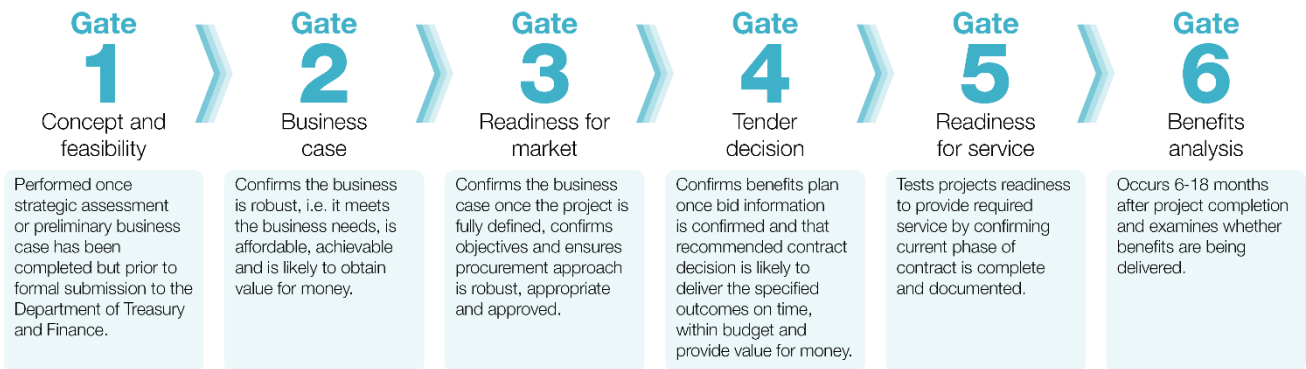 Gate
1
Concept and
feasibility
Performed once
strategic assessment
or preliminary business
case has been
completed but prior to
formal submission to the
Department of Treasury
and Finance.
Gate
2
Business
case
Confirms the business
is robust, i.e. it meets
the business needs, is
affordable, achievable
and is likely to obtain
value for money.
Gate
3
Readiness for
market
Confirms the business
case once the project is
fully defined, confirms
objectives and ensures
procurement approach
is robust, appropriate
and approved.
Gate
4
Tender
decision
Confirms benefits plan
once bid information
is confirmed and that
recommended contract
decision is likely to
deliver the specified
outcomes on time,
within budget and
provide value for money.
Gate
5
Readiness
for service
Tests projects readiness
to provide required
service by confirming
current phase of
contract is complete
and documented.
Gate
6
Benefits
analysis
Occurs 6-18 months
after project completion
and examines whether
benefits are being
delivered.